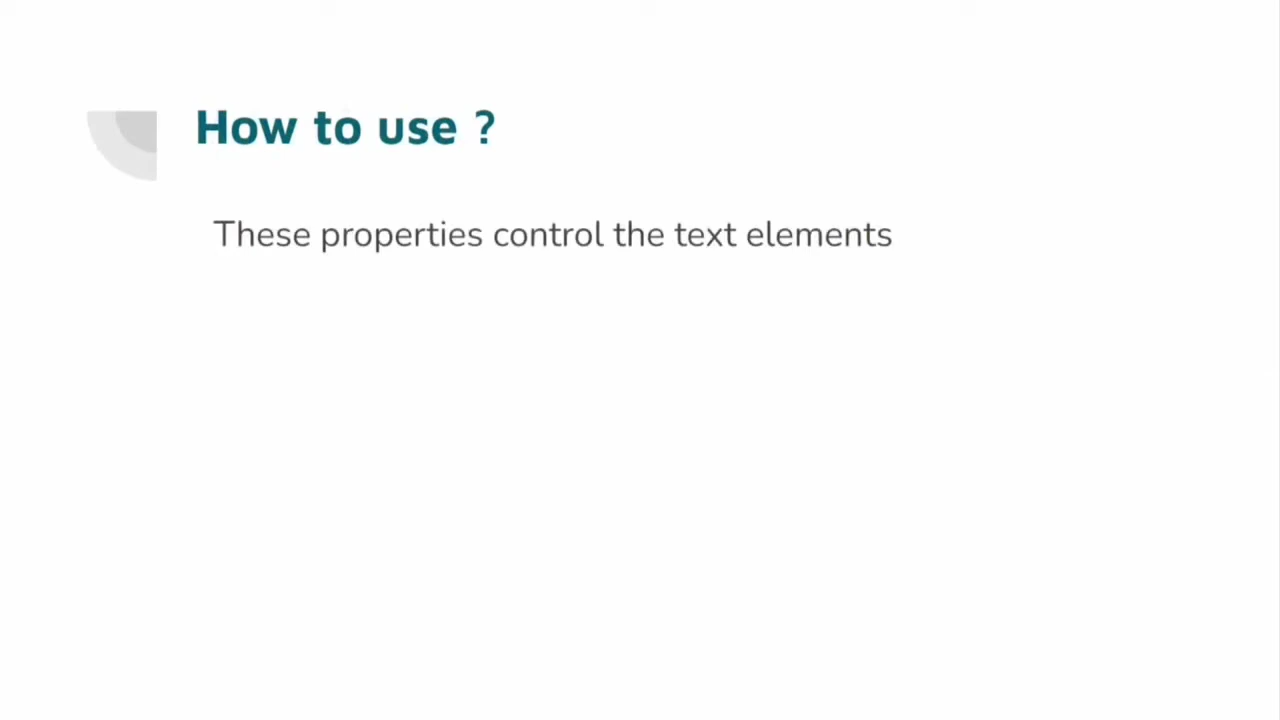 How to use ?
These properties control the text elements